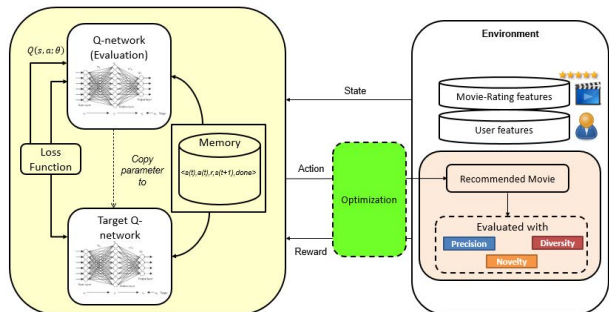 Q(s,a;θ)
Q-network
(Evaluation)
Loss
Function
Copy
parameter
to
Memory
<s(t),a(t),r,s(t+1),done>
Target Q-
network
State
Action
Reward
Optimization
Environment
Movie-Rating features
User features
Recommended Movie
Evaluated with
Precision
Diversity
Novelty